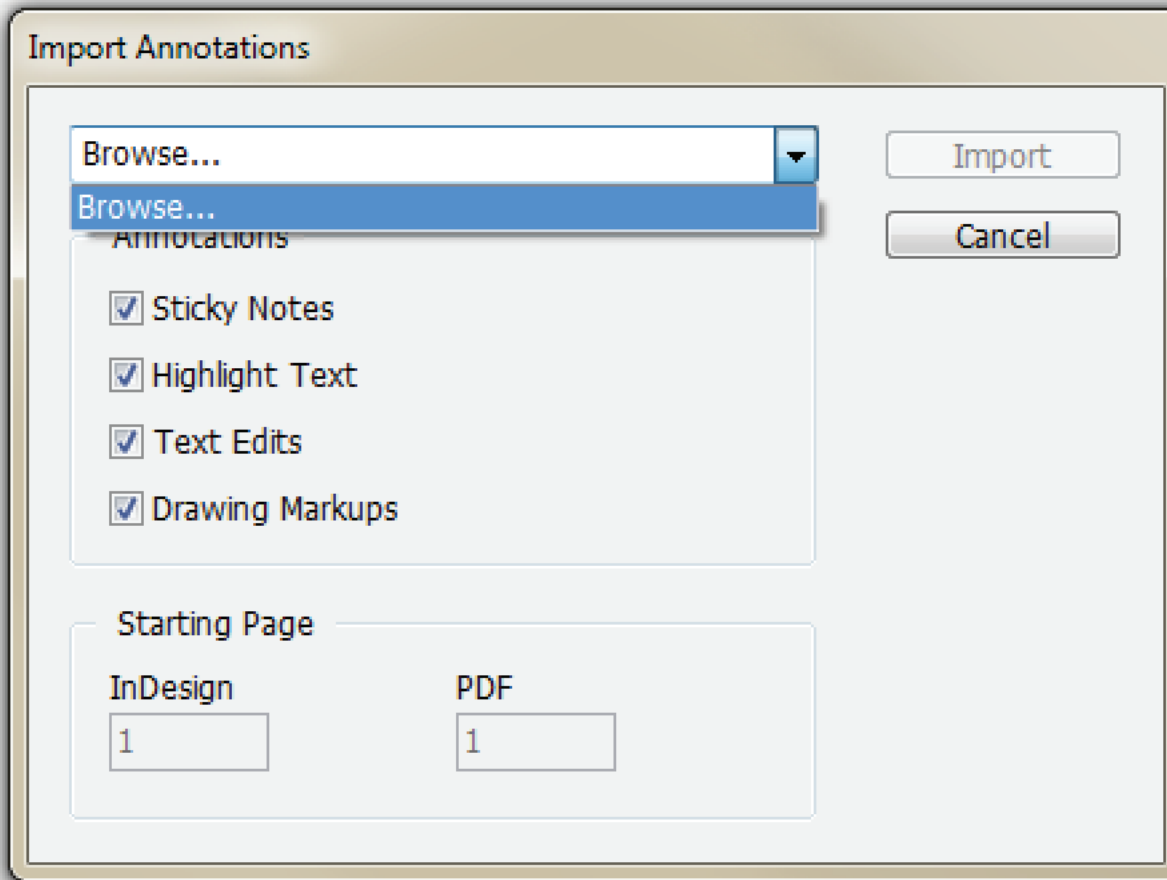 Import Annotations
Browse...
Import
Browse...
Cancel
Annotations
Sticky Notes
Highlight Text
Text Edits
Drawing Markups
Starting Page
InDesign PDF
1 1